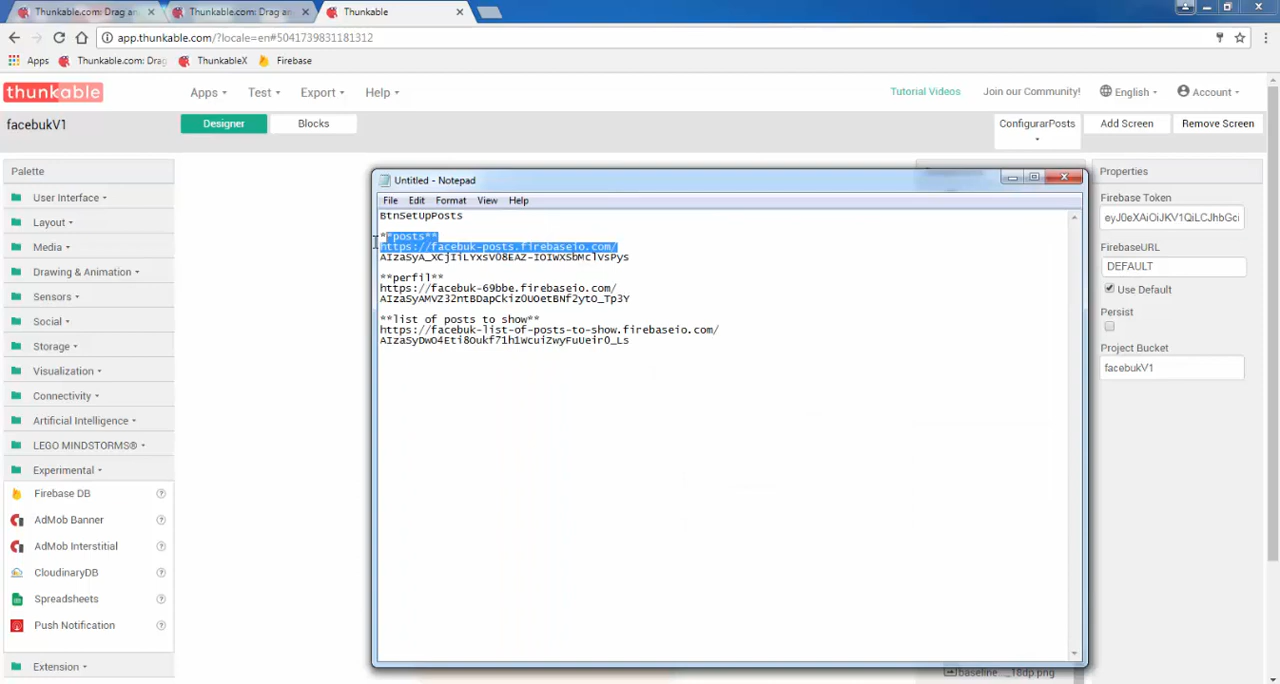 Thunkable.com: Drag an
Thunkable.com: Drag an
Thunkable
app.thunkable.com/?locale=en#5041739831181312
Apps
Thunkable.com: Drag
ThunkableX
Firebase
thunkable
Apps
Test
Export
Help
Tutorial Videos
Join our Community!
English
Account
facebukV1
Designer
Blocks
ConfigurarPosts
Add Screen
Remove Screen
Palette
User Interface
Layout
Media
Drawing & Animation
Sensors
Social
Storage
Visualization
Connectivity
Artificial Intelligence
LEGO MINDSTORMS®
Experimental
Firebase DB
AdMob Banner
AdMob Interstitial
CloudinaryDB
Spreadsheets
Push Notification
Extension
Untitled - Notepad
File Edit Format View Help
BtnSetUpPosts
**posts**
https://facebuk-posts.firebaseio.com/
**perfil**
https://facebuk-69bbe.firebaseio.com/
**list of posts to show**
https://facebuk-list-of-posts-to-show.firebaseio.com/
baseline..._18dp.png
Properties
Firebase Token
eyJ0eXAiOiJKV1QiLCJhbGci
FirebaseURL
DEFAULT
Use Default
Persist
Project Bucket
facebukV1